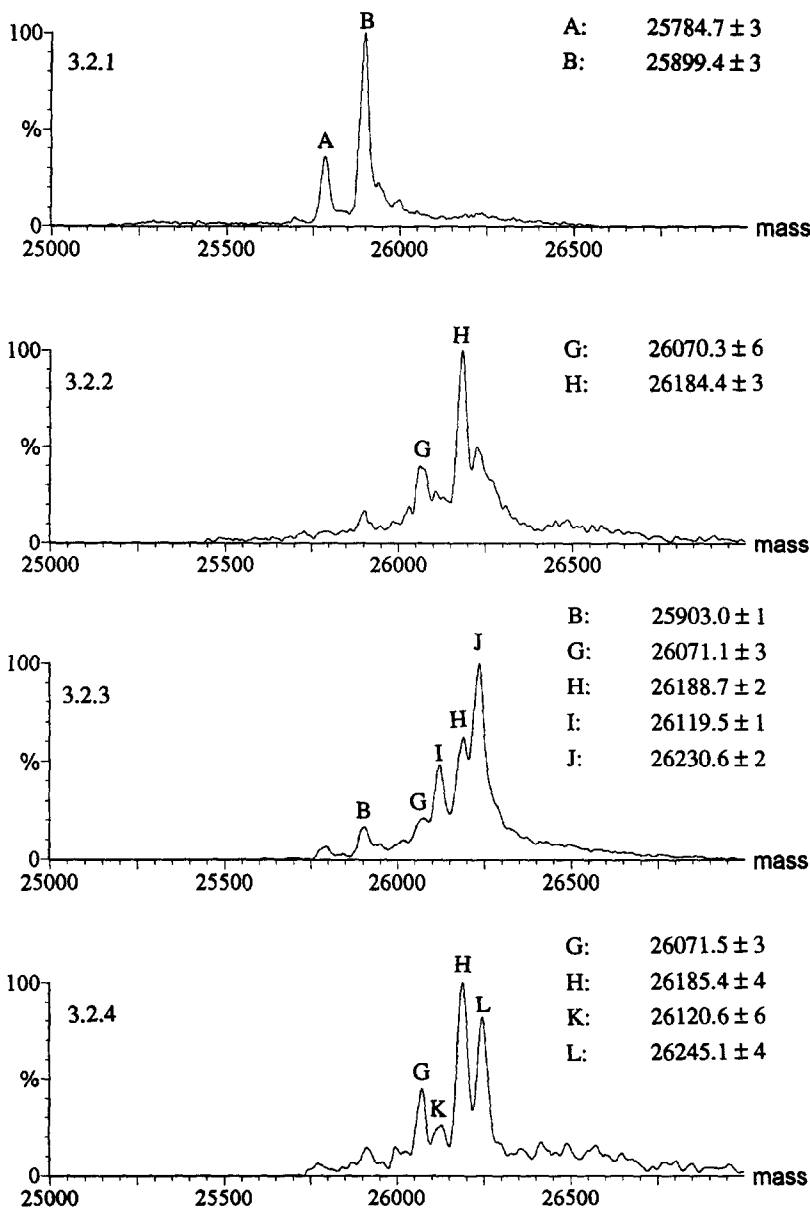 B
A: 25784.7 ± 3
100
3.2.1
B: 25899.4 ± 3
A
%
0
25000 25500 26000 26500 mass
H
G: 26070.3 ± 6
100
3.2.2
H: 26184.4 ± 3
%
G
0
25000 25500 26000 26500 mass
B: 25903.0 ± 1
J
G: 26071.1 ± 3
100
3.2.3
H: 26188.7 ± 2
H
I: 26119.5 ± 1
I
J: 26230.6 ± 2
%
B
G
0
25000 25500 26000 26500 mass
G: 26071.5 ± 3
H
H: 26185.4 ± 4
100
3.2.4
L
K: 26120.6 ± 6
L: 26245.1 ± 4
G
%
K
0
25000 25500 26000 26500 mass